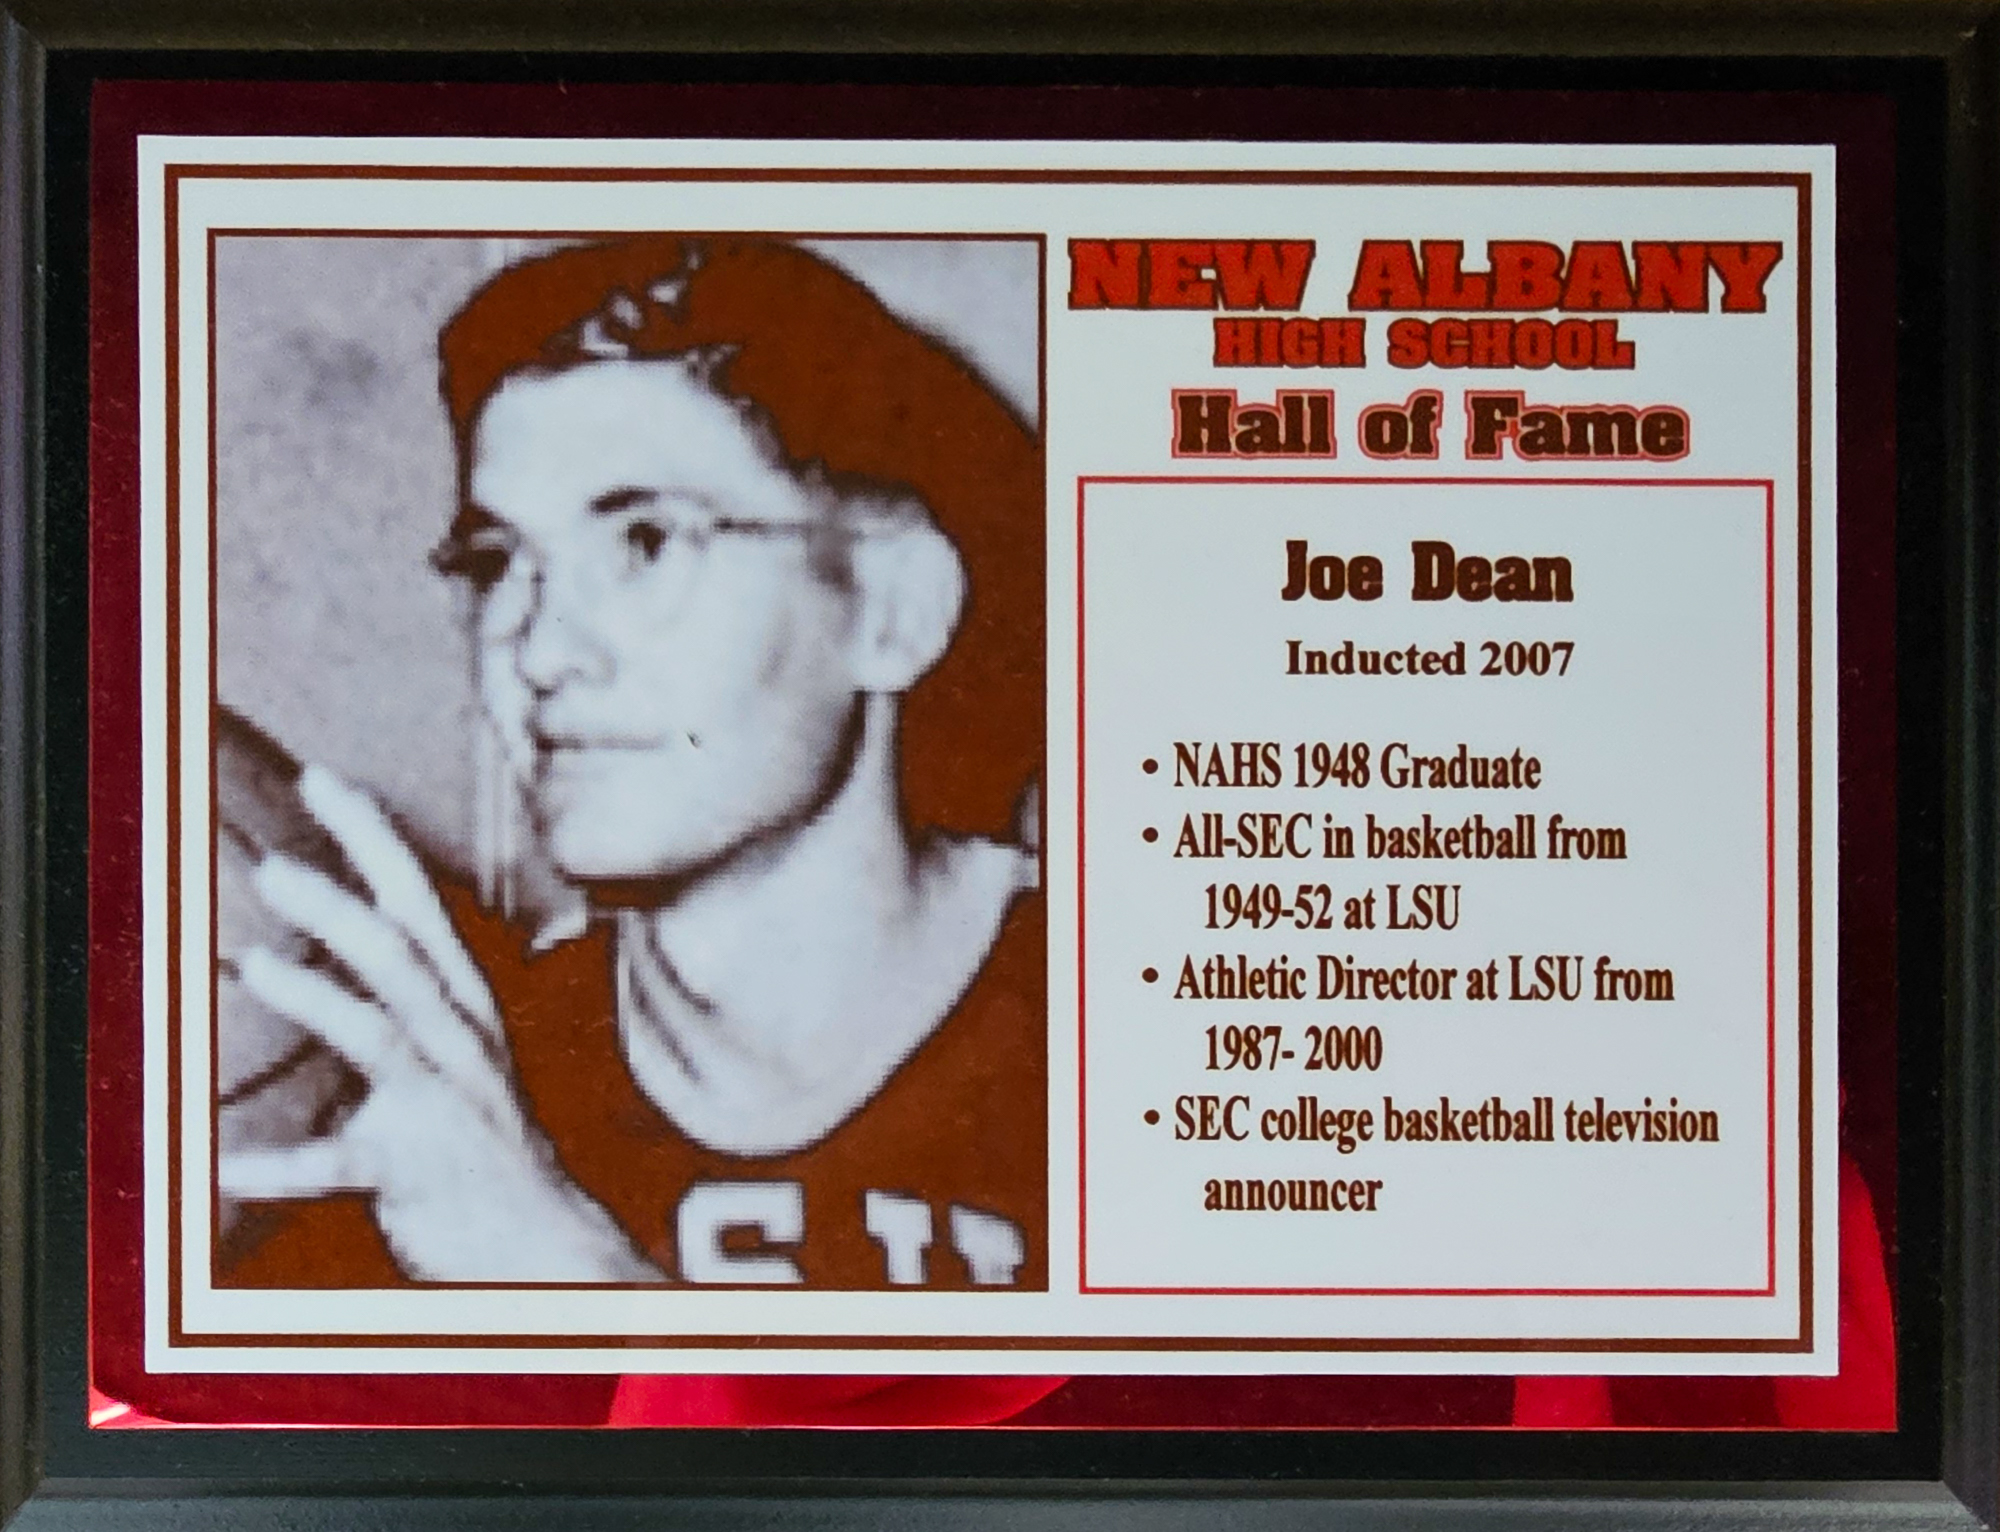 NEW ALBANY
HIGH SCHOOL
Hall of Fame
Joe Dean
Inducted 2007
• NAHS 1948 Graduate
• All-SEC in basketball from
1949-52 at LSU
• Athletic Director at LSU from
1987- 2000
• SEC college basketball television
announcer